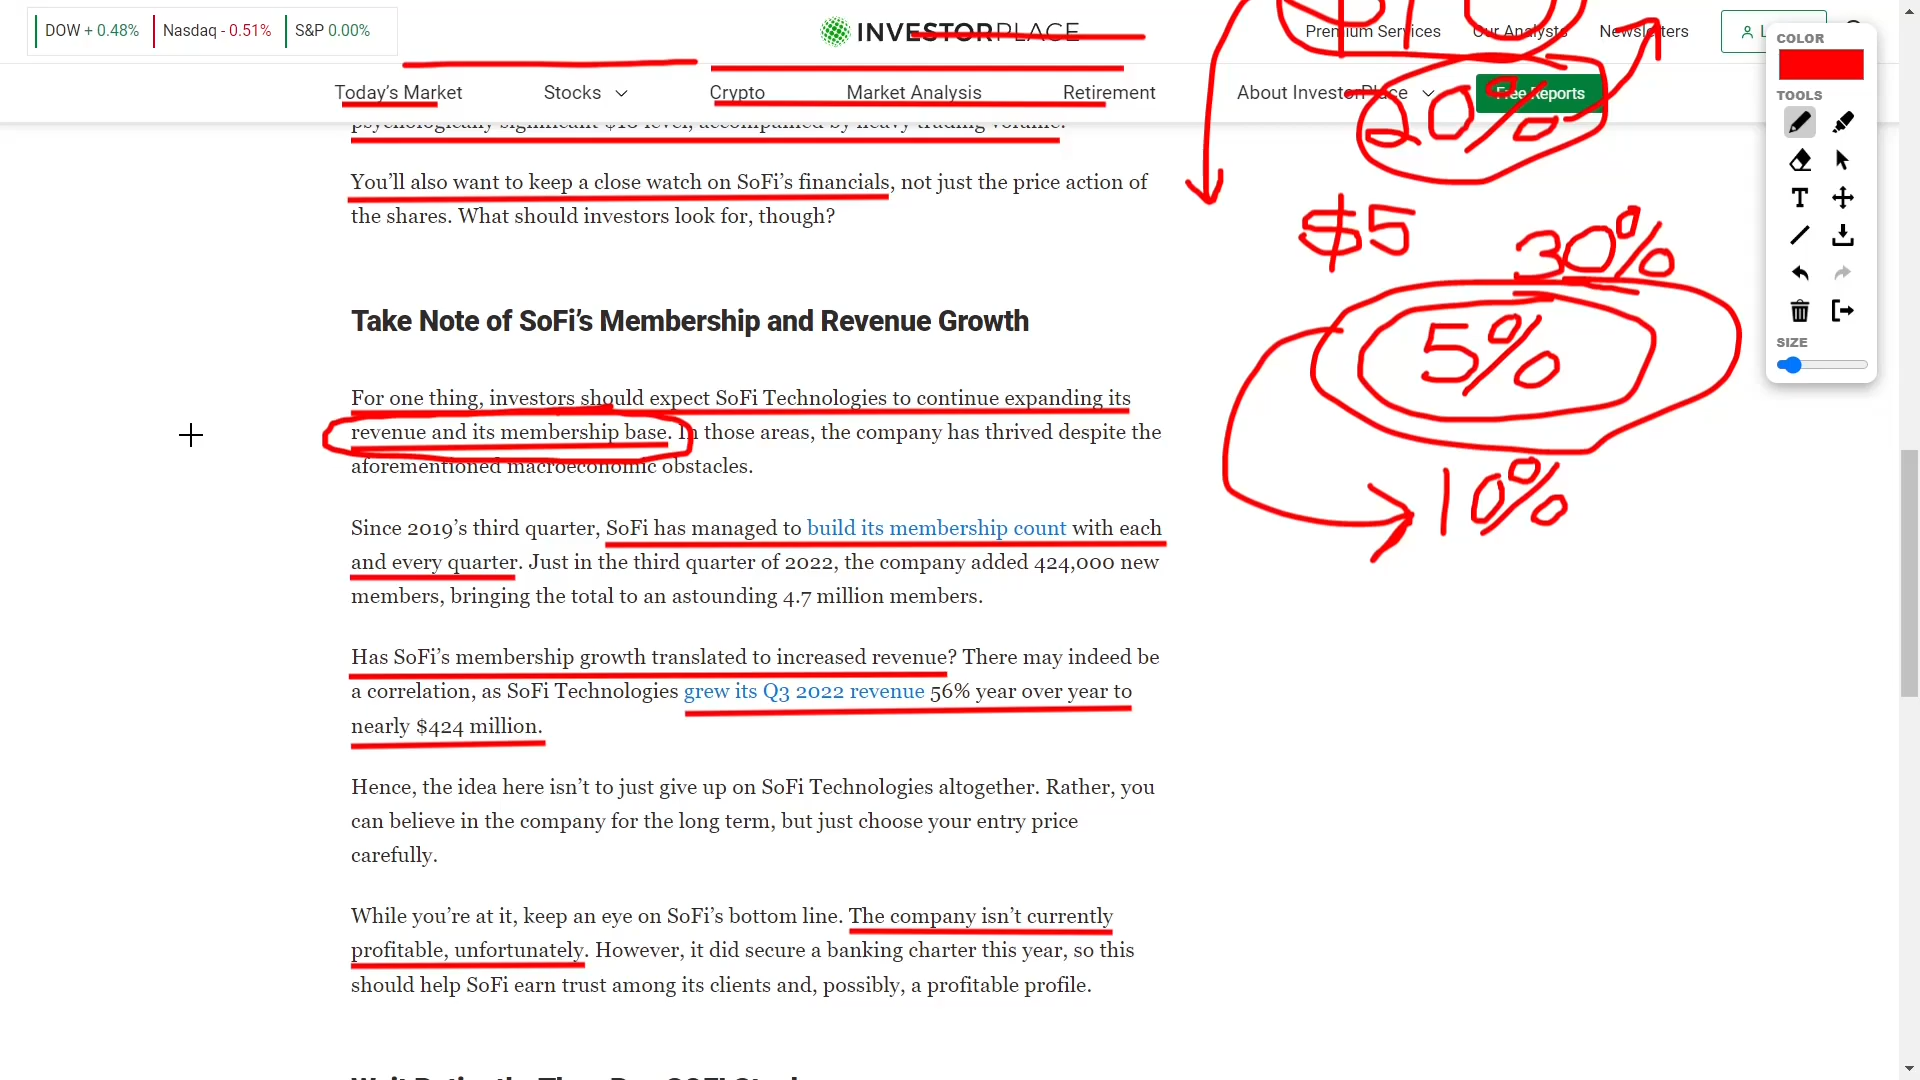 DOW + 0.48% Nasdaq - 0.51% S&P 0.00%
INVESTORPLACE
Premium Services Our Analysts Newsletters
Today's Market Stocks Crypto Market Analysis Retirement About InvestorPlace Free Reports
COLOR
TOOLS
SIZE
psychologically significant $10 level, accompanied by heavy trading volume.
You'll also want to keep a close watch on SoFi's financials, not just the price action of
the shares. What should investors look for, though?
Take Note of SoFi's Membership and Revenue Growth
For one thing, investors should expect SoFi Technologies to continue expanding its
revenue and its membership base. In those areas, the company has thrived despite the
aforementioned macroeconomic obstacles.
Since 2019's third quarter, SoFi has managed to build its membership count with each
and every quarter. Just in the third quarter of 2022, the company added 424,000 new
members, bringing the total to an astounding 4.7 million members.
Has SoFi's membership growth translated to increased revenue? There may indeed be
a correlation, as SoFi Technologies grew its Q3 2022 revenue 56% year over year to
nearly $424 million.
Hence, the idea here isn't to just give up on SoFi Technologies altogether. Rather, you
can believe in the company for the long term, but just choose your entry price
carefully.
While you're at it, keep an eye on SoFi's bottom line. The company isn't currently
profitable, unfortunately. However, it did secure a banking charter this year, so this
should help SoFi earn trust among its clients and, possibly, a profitable profile.
20%
$5
30%
5%
10%